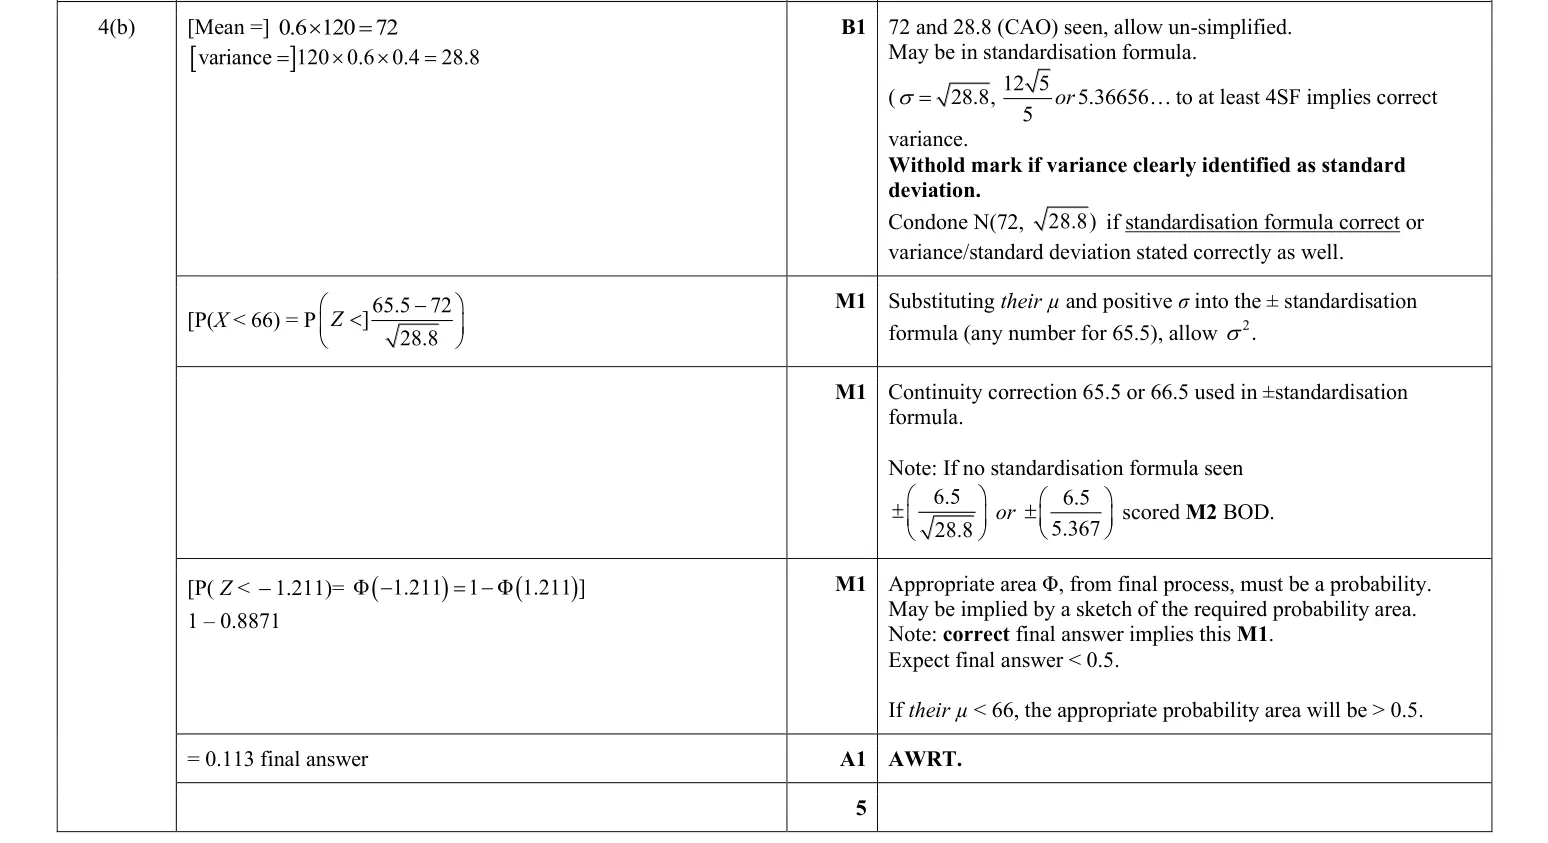 4(b)
[Mean =] 0.6×120 = 72
[variance =]120×0.6×0.4 = 28.8
B1
72 and 28.8 (CAO) seen, allow un-simplified.
May be in standardisation formula.
(σ = √28.8, 12√5/5 or 5.36656… to at least 4SF implies correct
variance.
Withold mark if variance clearly identified as standard
deviation.
Condone N(72, √28.8) if standardisation formula correct or
variance/standard deviation stated correctly as well.
[P(X < 66) = P(Z <] (65.5 − 72)/√28.8)
M1
Substituting their μ and positive σ into the ± standardisation
formula (any number for 65.5), allow σ².
M1
Continuity correction 65.5 or 66.5 used in ±standardisation
formula.
Note: If no standardisation formula seen
±(6.5/√28.8) or ±(6.5/5.367) scored M2 BOD.
[P( Z < – 1.211)= Φ(−1.211) = 1 − Φ(1.211)]
1 – 0.8871
M1
Appropriate area Φ, from final process, must be a probability.
May be implied by a sketch of the required probability area.
Note: correct final answer implies this M1.
Expect final answer < 0.5.
If their μ < 66, the appropriate probability area will be > 0.5.
= 0.113 final answer
A1
AWRT.
5